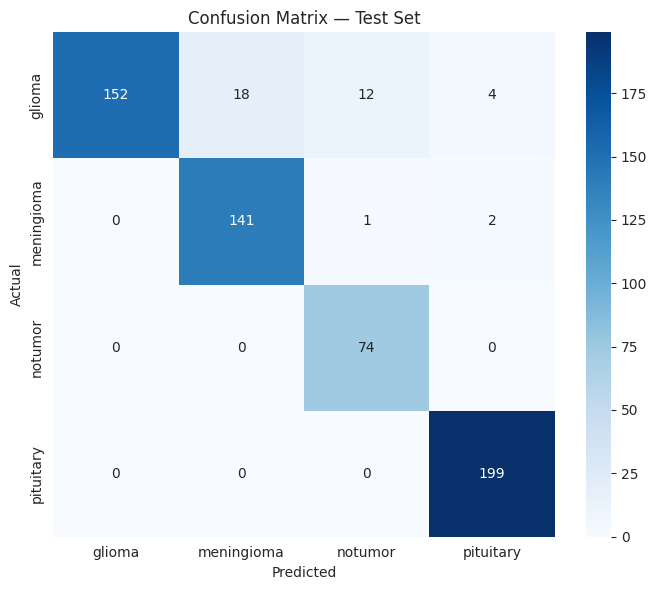 Confusion Matrix — Test Set
Actual
glioma 152 18 12 4
meningioma 0 141 1 2
notumor 0 0 74 0
pituitary 0 0 0 199
glioma meningioma notumor pituitary
Predicted
175
150
125
100
75
50
25
0